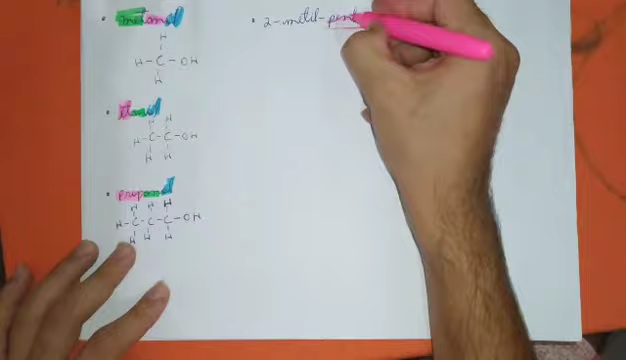 • metanol
H
H-C-OH
H
• etanol
H H
H-C-C-OH
H H
• propanol
H H H
H-C-C-C-OH
H H H
• 2-metil-pent